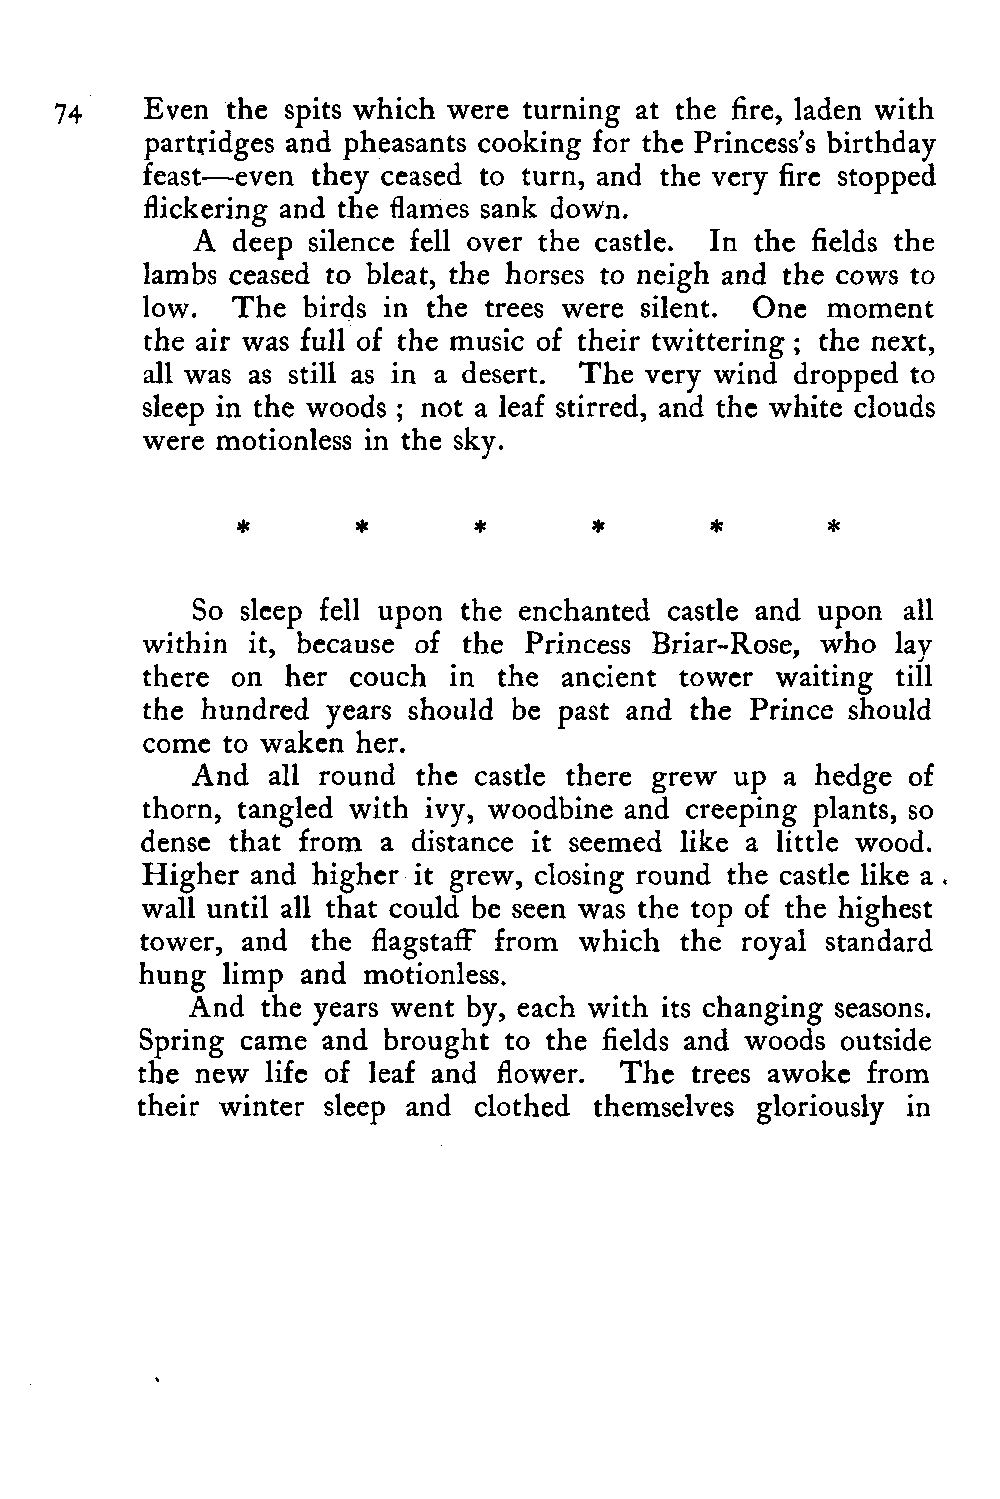 74 Even the spits which were turning at the fire, laden with
partridges and pheasants cooking for the Princess's birthday
feast—even they ceased to turn, and the very fire stopped
flickering and the flames sank down.
A deep silence fell over the castle. In the fields the
lambs ceased to bleat, the horses to neigh and the cows to
low. The birds in the trees were silent. One moment
the air was full of the music of their twittering ; the next,
all was as still as in a desert. The very wind dropped to
sleep in the woods ; not a leaf stirred, and the white clouds
were motionless in the sky.
* * * * * *
So sleep fell upon the enchanted castle and upon all
within it, because of the Princess Briar-Rose, who lay
there on her couch in the ancient tower waiting till
the hundred years should be past and the Prince should
come to waken her.
And all round the castle there grew up a hedge of
thorn, tangled with ivy, woodbine and creeping plants, so
dense that from a distance it seemed like a little wood.
Higher and higher it grew, closing round the castle like a
wall until all that could be seen was the top of the highest
tower, and the flagstaff from which the royal standard
hung limp and motionless.
And the years went by, each with its changing seasons.
Spring came and brought to the fields and woods outside
the new life of leaf and flower. The trees awoke from
their winter sleep and clothed themselves gloriously in